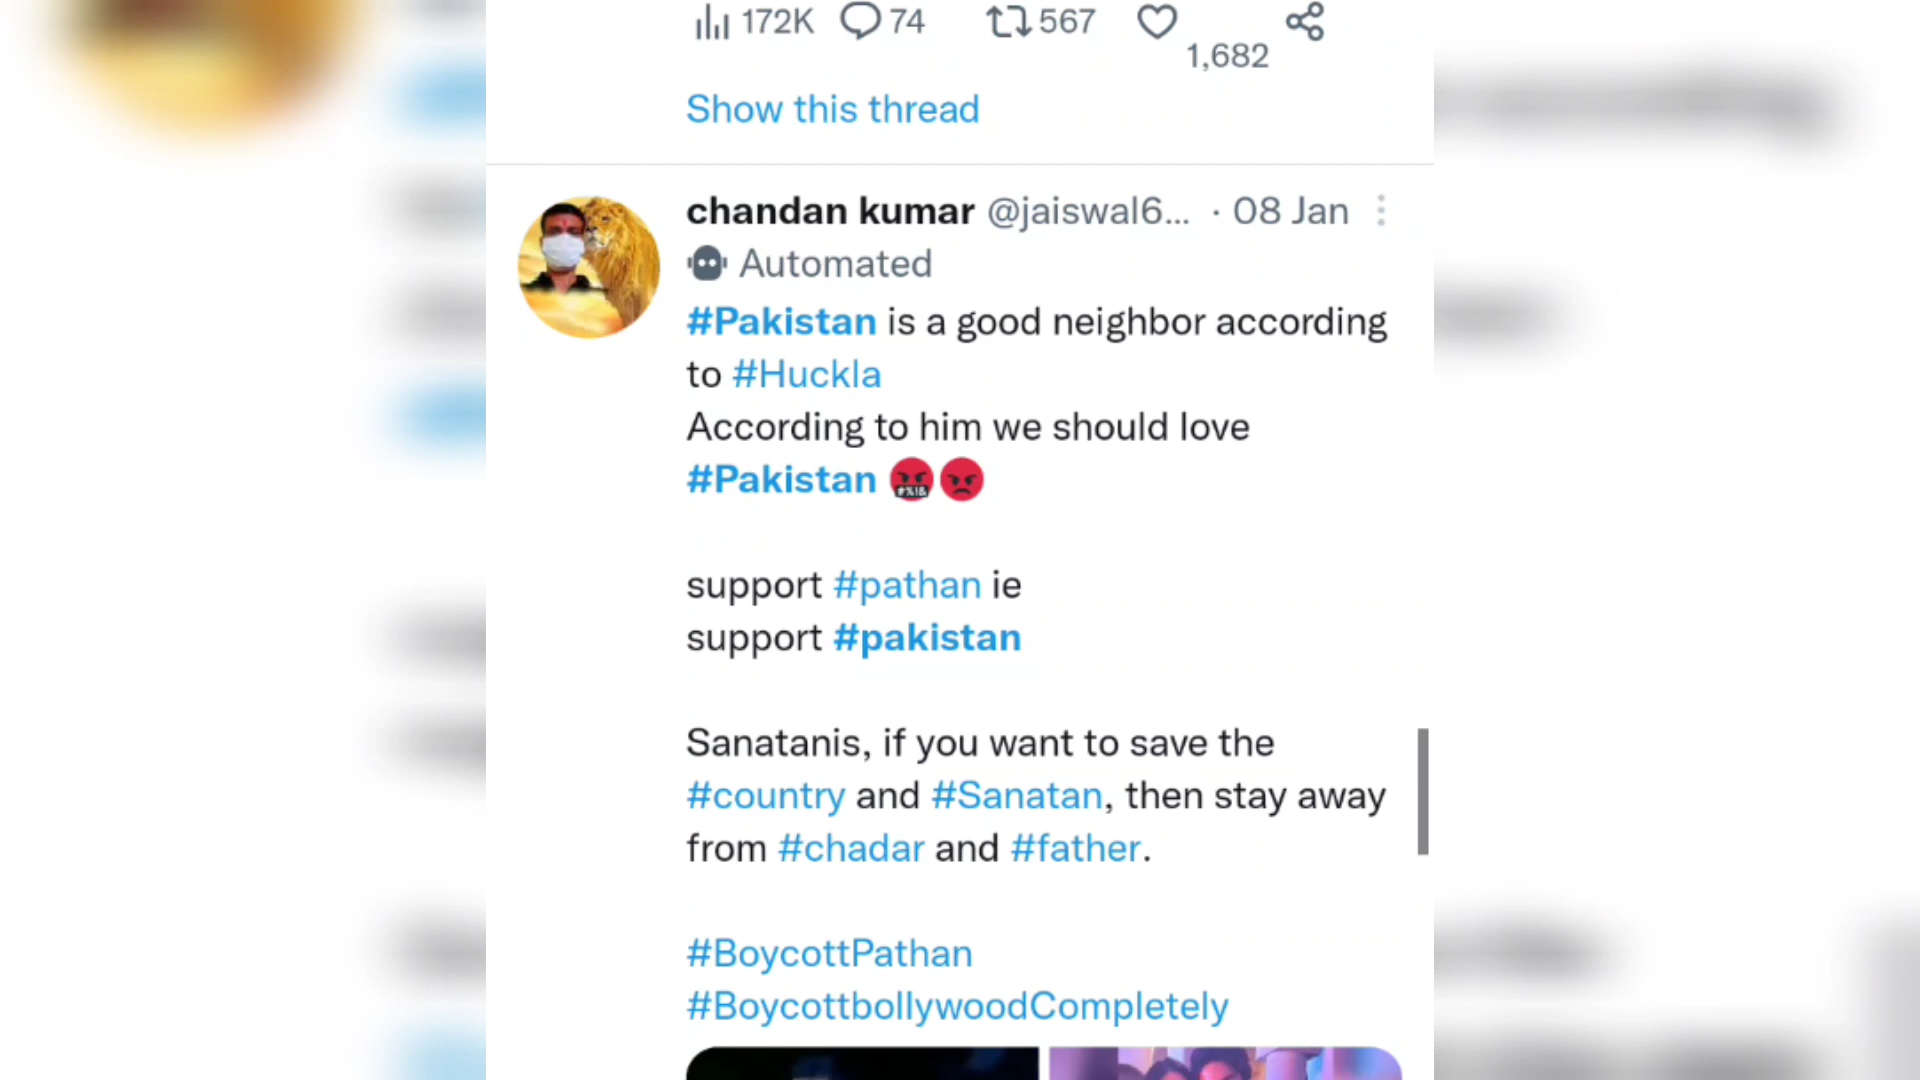 172K 74 567 1,682
Show this thread
chandan kumar @jaiswal6... · 08 Jan
Automated
#Pakistan is a good neighbor according
to #Huckla
According to him we should love
#Pakistan 🤬😡
support #pathan ie
support #pakistan
Sanatanis, if you want to save the
#country and #Sanatan, then stay away
from #chadar and #father.
#BoycottPathan
#BoycottbollywoodCompletely